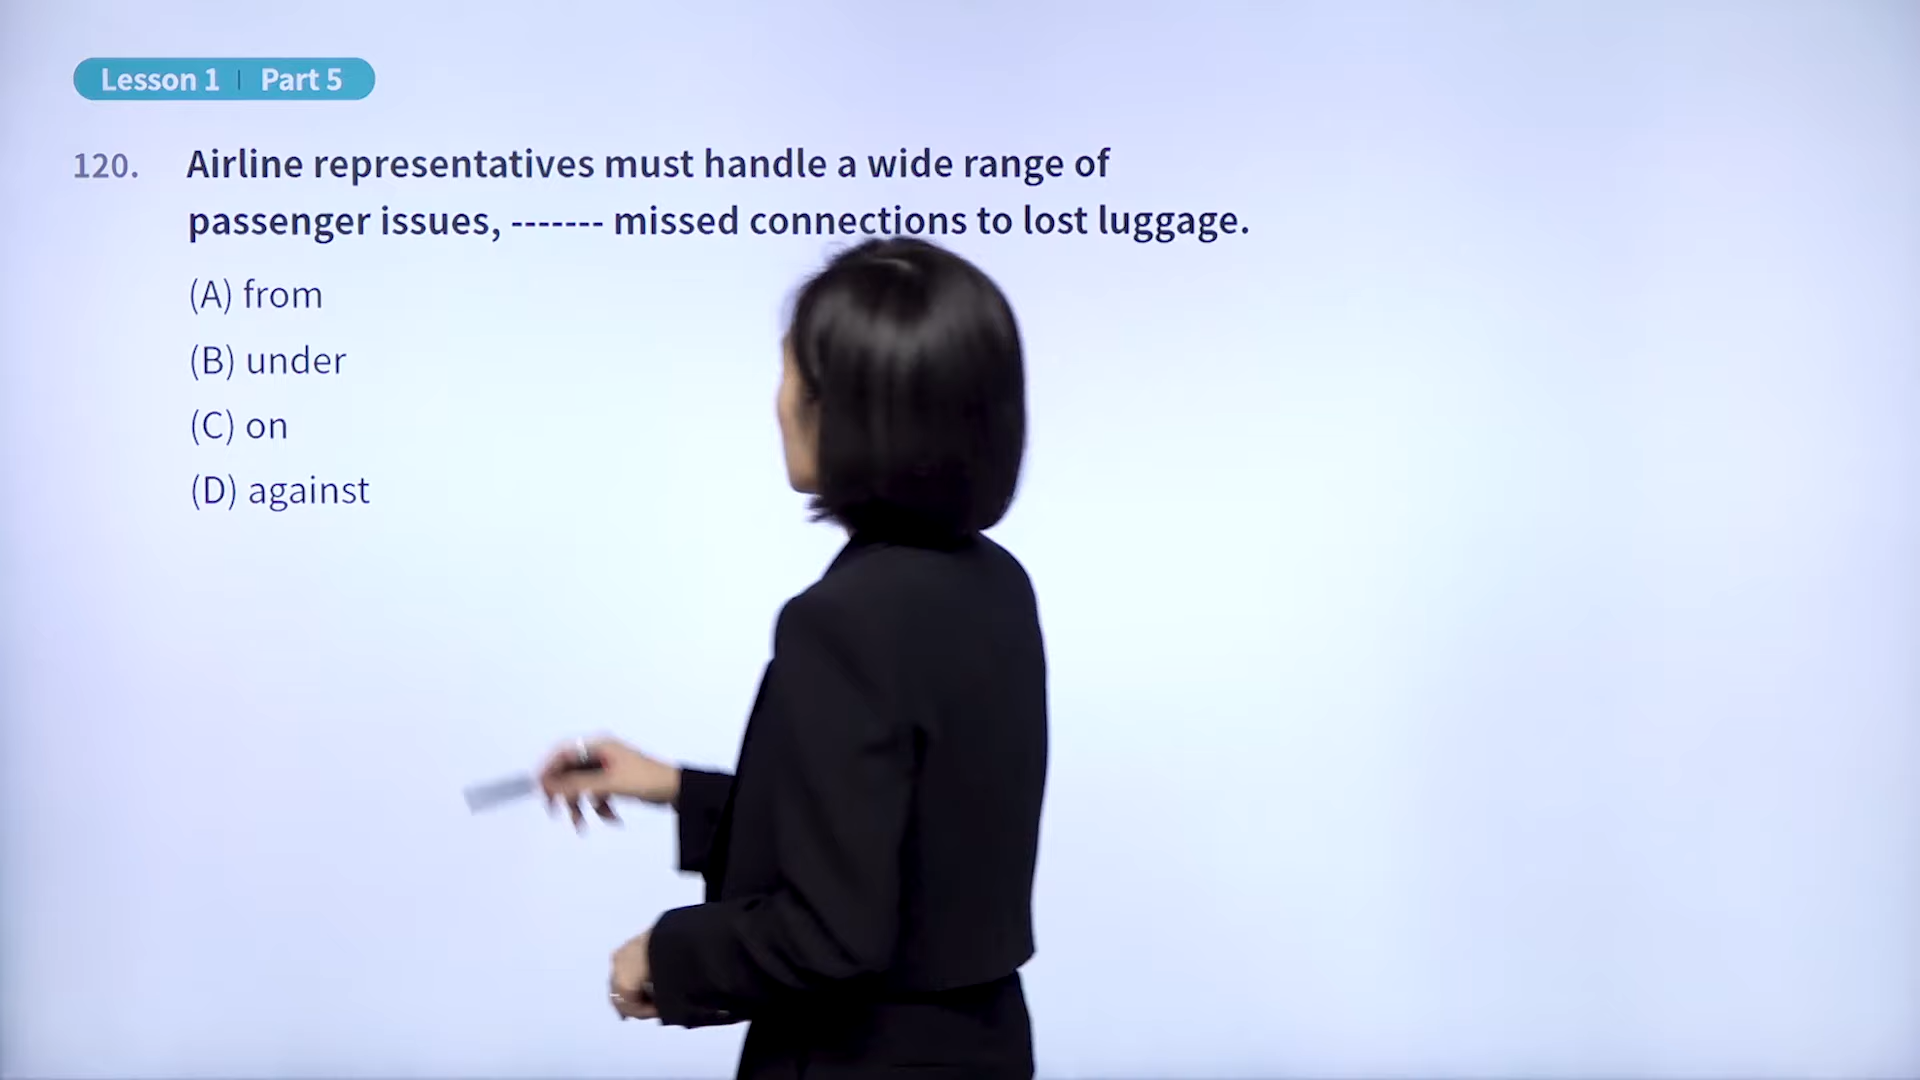 Lesson 1 | Part 5
120. Airline representatives must handle a wide range of
passenger issues, ------- missed connections to lost luggage.
(A) from
(B) under
(C) on
(D) against